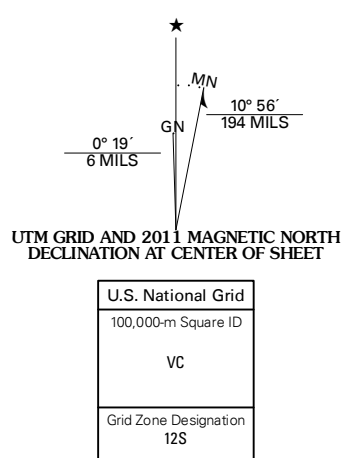 ★
MN
GN
10° 56´
194 MILS
0° 19´
6 MILS
UTM GRID AND 2011 MAGNETIC NORTH
DECLINATION AT CENTER OF SHEET
U.S. National Grid
100,000-m Square ID
VC
Grid Zone Designation
12S